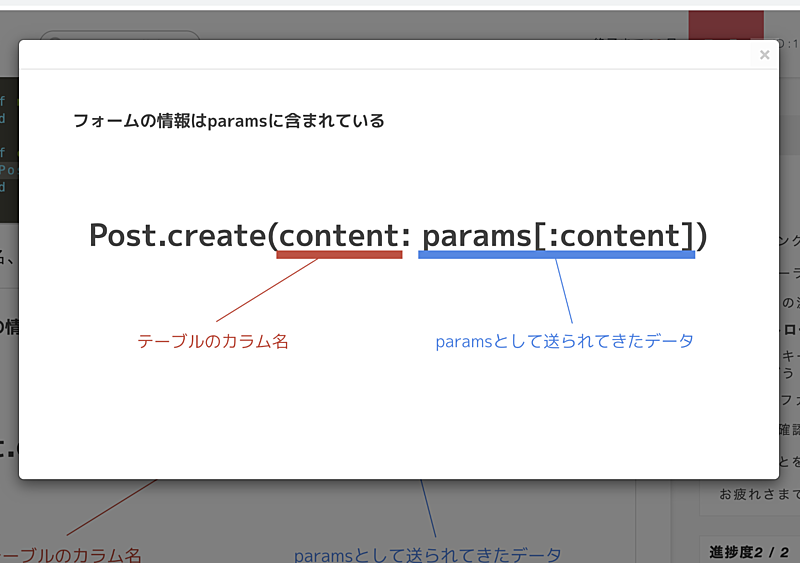 フォームの情報はparamsに含まれている
Post.create(content: params[:content])
テーブルのカラム名
paramsとして送られてきたデータ
ーブルのカラム名
paramsとして送られてきたデータ
お疲れさまで
進捗度2 / 2